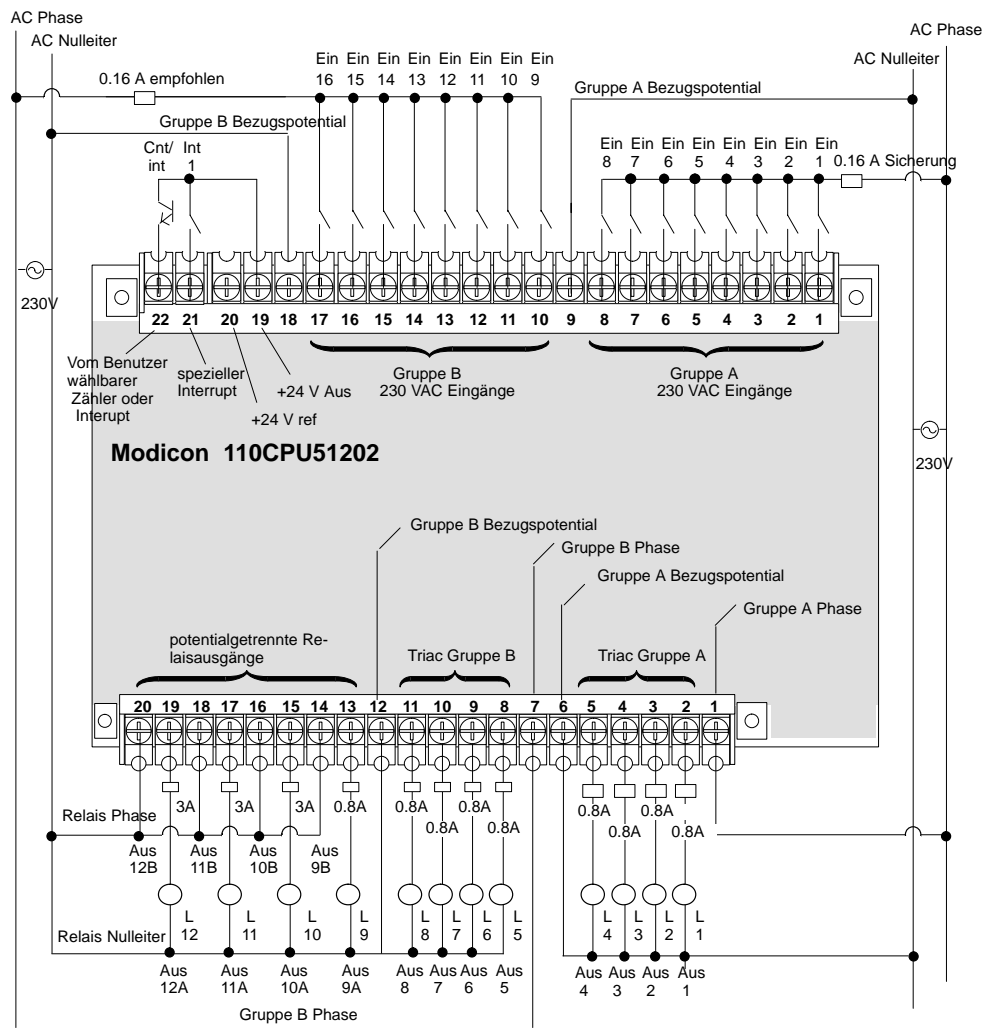 AC Phase
AC Nulleiter
AC Phase
AC Nulleiter
Ein Ein Ein Ein Ein Ein Ein Ein
16 15 14 13 12 11 10 9
0.16 A empfohlen
Gruppe A Bezugspotential
Gruppe B Bezugspotential
Cnt/ Int
int 1
Ein Ein Ein Ein Ein Ein Ein Ein
8 7 6 5 4 3 2 1
0.16 A Sicherung
230V
22 21 20 19 18 17 16 15 14 13 12 11 10 9 8 7 6 5 4 3 2 1
Vom Benutzer
wählbarer
Zähler oder
Interupt
spezieller
Interrupt
+24 V Aus
+24 V ref
Gruppe B
230 VAC Eingänge
Gruppe A
230 VAC Eingänge
Modicon 110CPU51202
230V
Gruppe B Bezugspotential
Gruppe B Phase
Gruppe A Bezugspotential
Gruppe A Phase
potentialgetrennte Re-
laisausgänge
Triac Gruppe B
Triac Gruppe A
20 19 18 17 16 15 14 13 12 11 10 9 8 7 6 5 4 3 2 1
3A 3A 3A 0.8A 0.8A 0.8A 0.8A 0.8A
0.8A 0.8A 0.8A 0.8A
Relais Phase
Aus Aus Aus Aus
12B 11B 10B 9B
L L L L L L L L L L L L
12 11 10 9 8 7 6 5 4 3 2 1
Relais Nulleiter
Aus Aus Aus Aus Aus Aus Aus Aus Aus Aus Aus Aus
12A 11A 10A 9A 8 7 6 5 4 3 2 1
Gruppe B Phase